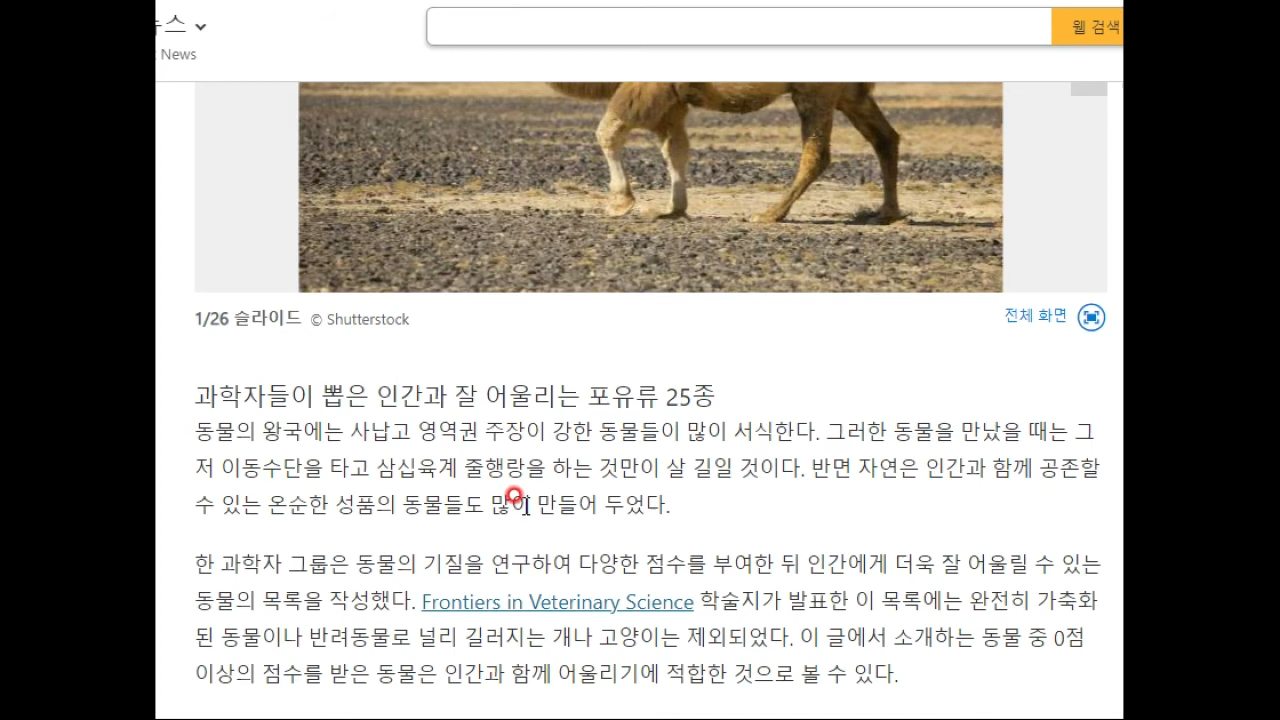 뉴스
News
웹 검색
1/26 슬라이드 © Shutterstock
전체 화면
과학자들이 뽑은 인간과 잘 어울리는 포유류 25종
동물의 왕국에는 사납고 영역권 주장이 강한 동물들이 많이 서식한다. 그러한 동물을 만났을 때는 그
저 이동수단을 타고 삼십육계 줄행랑을 하는 것만이 살 길일 것이다. 반면 자연은 인간과 함께 공존할
수 있는 온순한 성품의 동물들도 많이 만들어 두었다.
한 과학자 그룹은 동물의 기질을 연구하여 다양한 점수를 부여한 뒤 인간에게 더욱 잘 어울릴 수 있는
동물의 목록을 작성했다. Frontiers in Veterinary Science 학술지가 발표한 이 목록에는 완전히 가축화
된 동물이나 반려동물로 널리 길러지는 개나 고양이는 제외되었다. 이 글에서 소개하는 동물 중 0점
이상의 점수를 받은 동물은 인간과 함께 어울리기에 적합한 것으로 볼 수 있다.